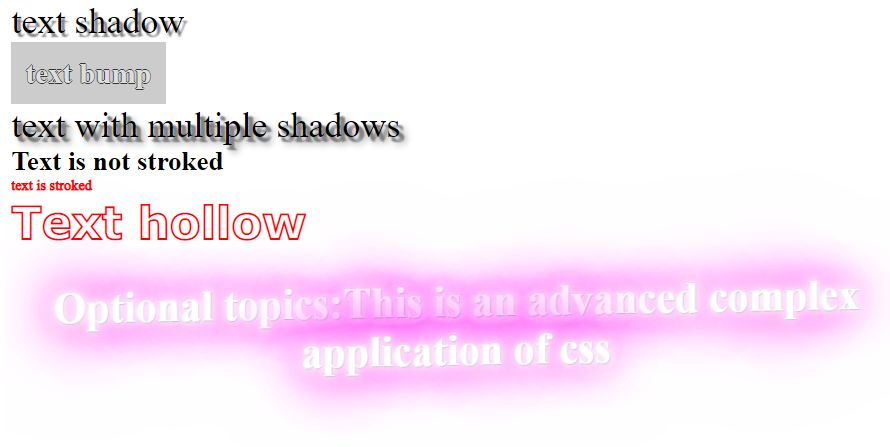 text shadow
text bump
text with multiple shadows
Text is not stroked
text is stroked
Text hollow
Optional topics:This is an advanced complex
application of css